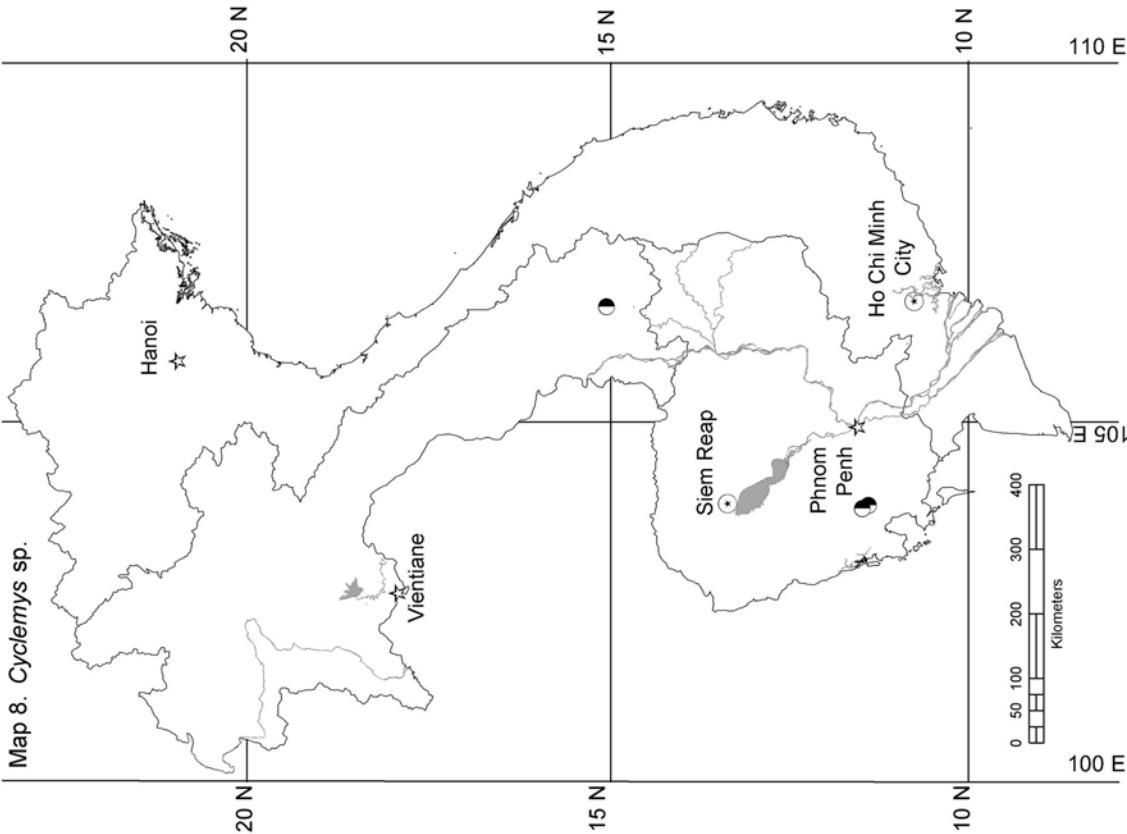 Map 8. Cyclemys sp.
20 N
15 N
10 N
110 E
Hanoi
Ho Chi Minh
City
Siem Reap
Phnom
Penh
Vientiane
105 E
0 50 100 200 300 400
Kilometers
100 E
20 N
15 N
10 N